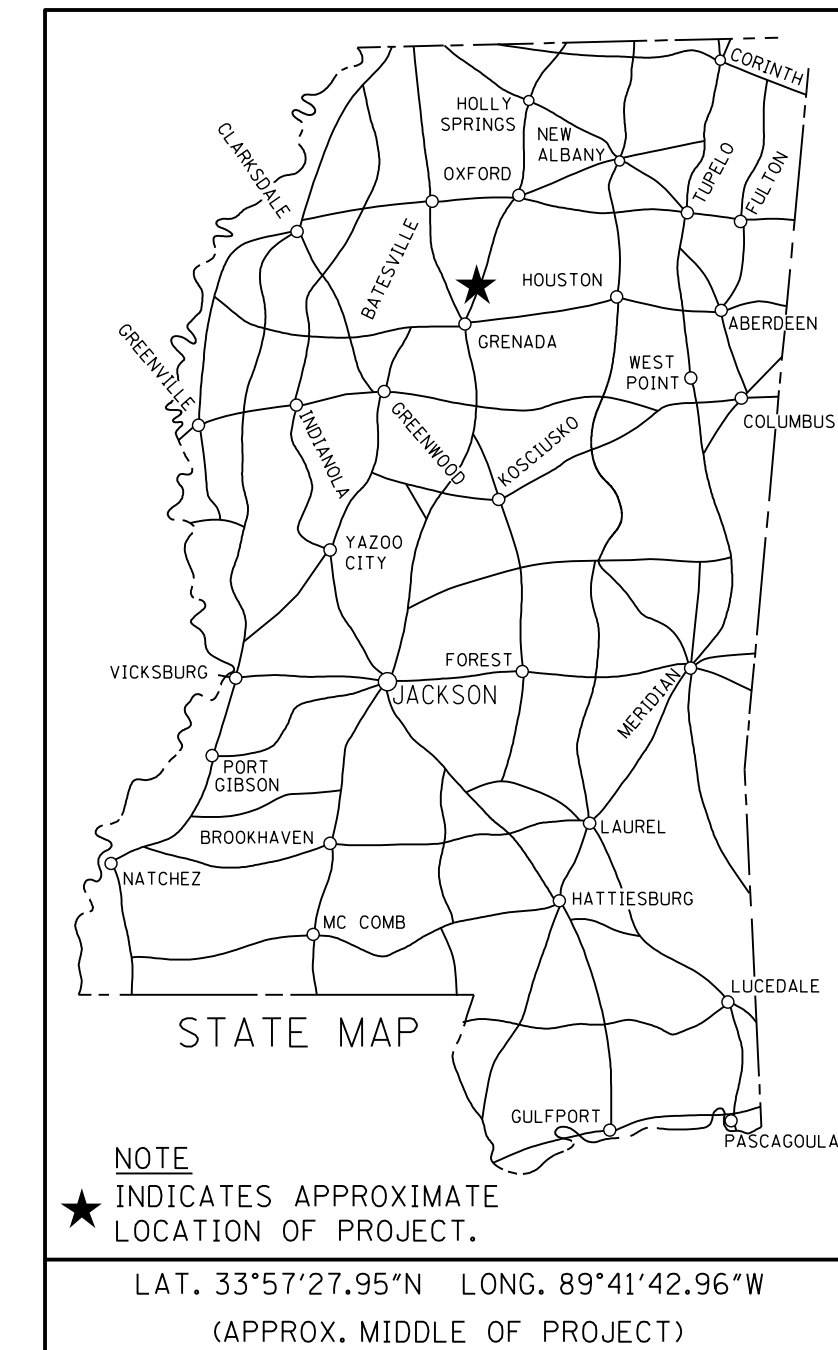 CORINTH
HOLLY
SPRINGS
NEW
ALBANY
CLARKSDALE
OXFORD
TUPELO
FULTON
BATESVILLE
HOUSTON
ABERDEEN
GREENVILLE
GRENADA
WEST
POINT
COLUMBUS
INDIANOLA
GREENWOOD
KOSCIUSKO
YAZOO
CITY
VICKSBURG
FOREST
JACKSON
MERIDIAN
PORT
GIBSON
BROOKHAVEN
LAUREL
NATCHEZ
HATTIESBURG
MC COMB
LUCEDALE
STATE MAP
GULFPORT
PASCAGOULA
NOTE
INDICATES APPROXIMATE
LOCATION OF PROJECT.
LAT. 33°57'27.95"N LONG. 89°41'42.96"W
(APPROX. MIDDLE OF PROJECT)